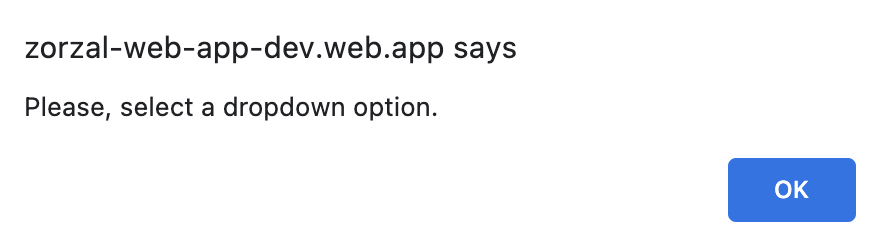 zorzal-web-app-dev.web.app says
Please, select a dropdown option.
OK